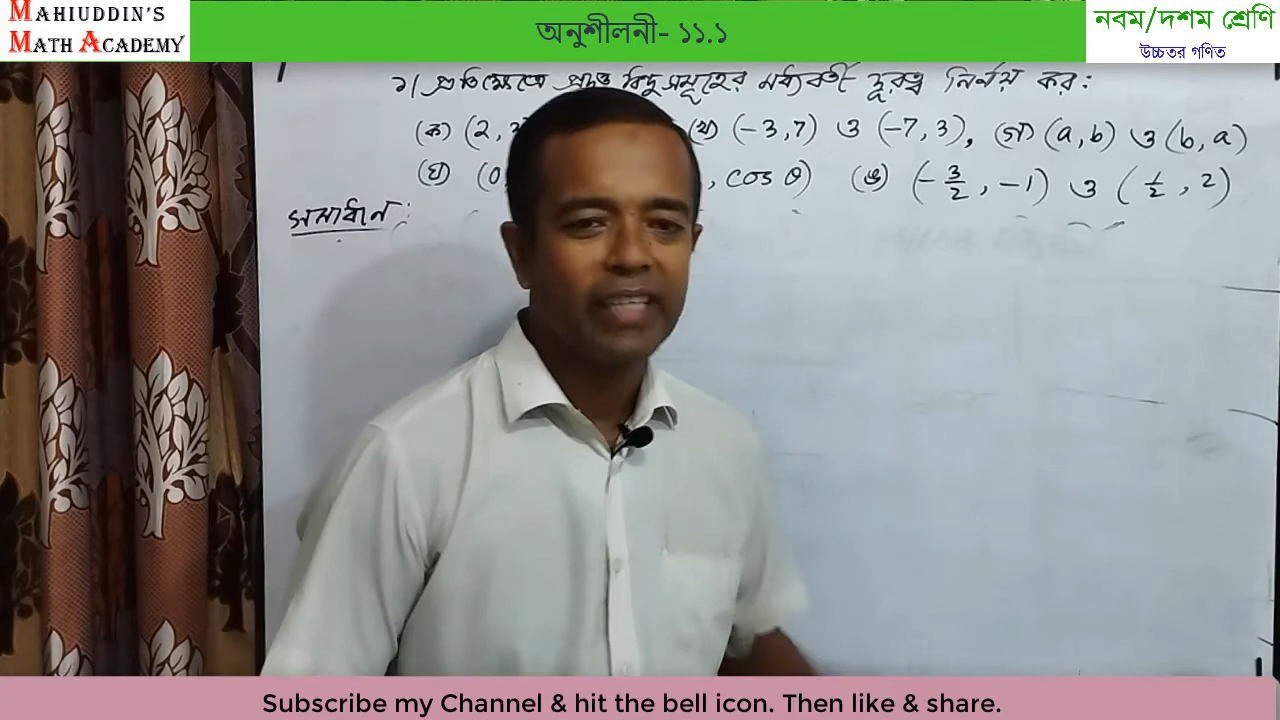 MAHIUDDIN'S
MATH ACADEMY
অনুশীলনী- ১১.১
নবম/দশম শ্রেণি
উচ্চতর গণিত
১। প্রতিক্ষেত্রে প্রদত্ত বিন্দুসমূহের মধ্যবর্তী দূরত্ব নির্ণয় কর:
(ক) (2, (খ) (-3,7) ও (-7, 3), (গ) (a, b) ও (b, a)
(ঘ) (0, , cos θ) (ঙ) (-3/2, -1) ও (1/2, 2)
সমাধান:
Subscribe my Channel & hit the bell icon. Then like & share.